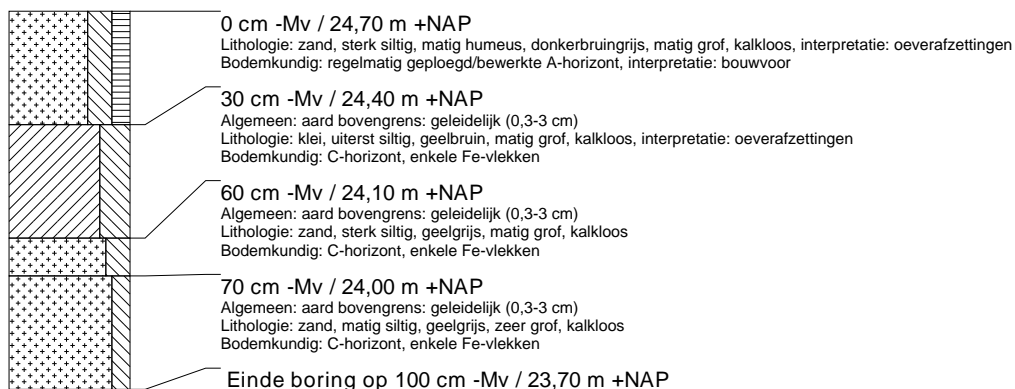 0 cm -Mv / 24,70 m +NAP
Lithologie: zand, sterk siltig, matig humeus, donkerbruingrijs, matig grof, kalkloos, interpretatie: oeverafzettingen
Bodemkundig: regelmatig geploegd/bewerkte A-horizont, interpretatie: bouwvoor
30 cm -Mv / 24,40 m +NAP
Algemeen: aard bovengrens: geleidelijk (0,3-3 cm)
Lithologie: klei, uiterst siltig, geelbruin, matig grof, kalkloos, interpretatie: oeverafzettingen
Bodemkundig: C-horizont, enkele Fe-vlekken
60 cm -Mv / 24,10 m +NAP
Algemeen: aard bovengrens: geleidelijk (0,3-3 cm)
Lithologie: zand, sterk siltig, geelgrijs, matig grof, kalkloos
Bodemkundig: C-horizont, enkele Fe-vlekken
70 cm -Mv / 24,00 m +NAP
Algemeen: aard bovengrens: geleidelijk (0,3-3 cm)
Lithologie: zand, matig siltig, geelgrijs, zeer grof, kalkloos
Bodemkundig: C-horizont, enkele Fe-vlekken
Einde boring op 100 cm -Mv / 23,70 m +NAP